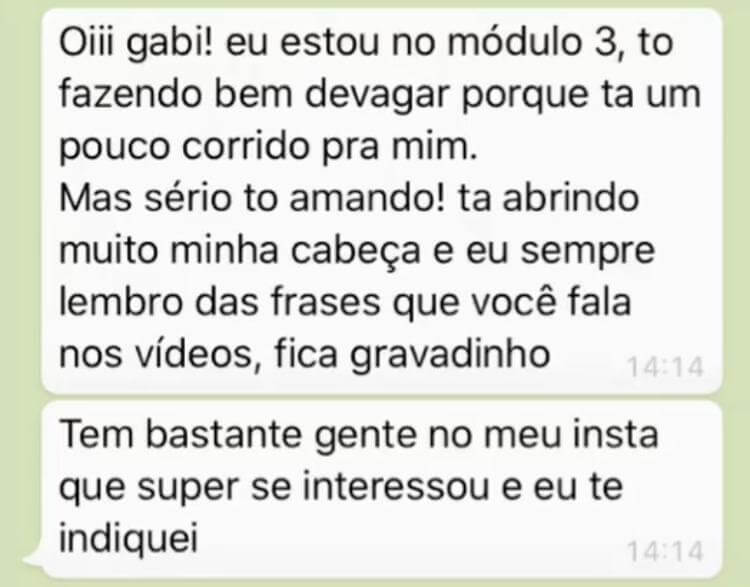 Oiii gabi! eu estou no módulo 3, to
fazendo bem devagar porque ta um
pouco corrido pra mim.
Mas sério to amando! ta abrindo
muito minha cabeça e eu sempre
lembro das frases que você fala
nos vídeos, fica gravadinho
14:14
Tem bastante gente no meu insta
que super se interessou e eu te
indiquei
14:14